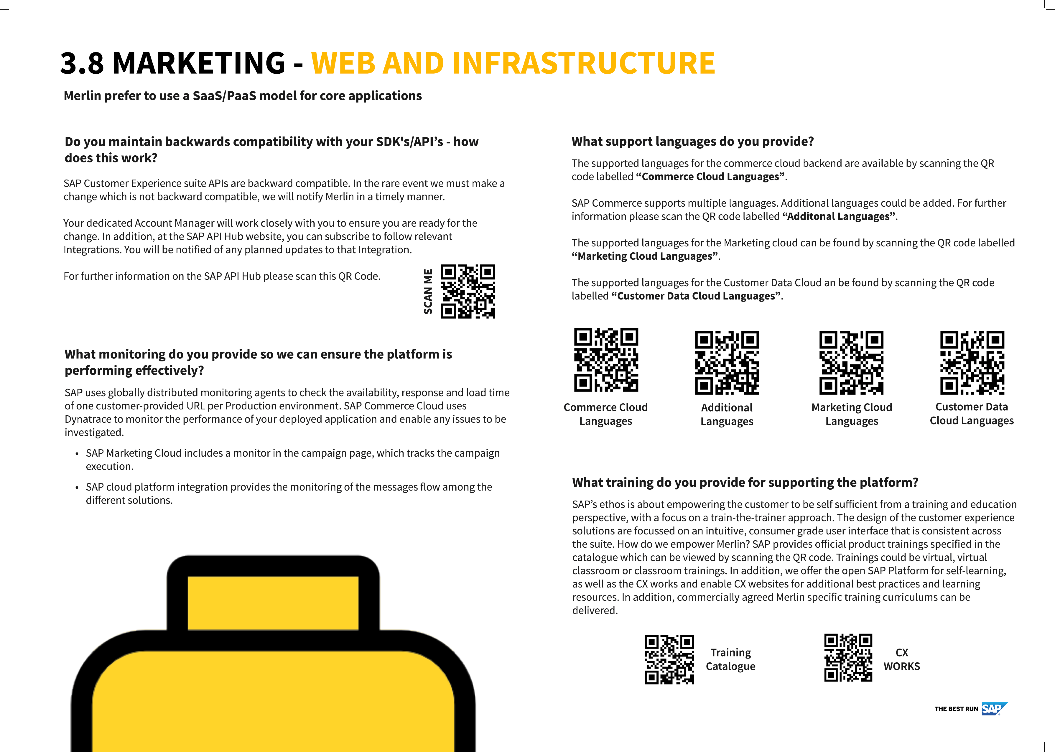 3.8 MARKETING - WEB AND INFRASTRUCTURE
Merlin prefer to use a SaaS/PaaS model for core applications
Do you maintain backwards compatibility with your SDK's/API's - how
does this work?
SAP Customer Experience suite APIs are backward compatible. In the rare event we must make a
change which is not backward compatible, we will notify Merlin in a timely manner.
Your dedicated Account Manager will work closely with you to ensure you are ready for the
change. In addition, at the SAP API Hub website, you can subscribe to follow relevant
Integrations. You will be notified of any planned updates to that Integration.
For further information on the SAP API Hub please scan this QR Code.
SCAN ME
What monitoring do you provide so we can ensure the platform is
performing effectively?
SAP uses globally distributed monitoring agents to check the availability, response and load time
of one customer-provided URL per Production environment. SAP Commerce Cloud uses
Dynatrace to monitor the performance of your deployed application and enable any issues to be
investigated.
• SAP Marketing Cloud includes a monitor in the campaign page, which tracks the campaign
execution.
• SAP cloud platform integration provides the monitoring of the messages flow among the
different solutions.
What support languages do you provide?
The supported languages for the commerce cloud backend are available by scanning the QR
code labelled “Commerce Cloud Languages”.
SAP Commerce supports multiple languages. Additional languages could be added. For further
information please scan the QR code labelled “Additonal Languages”.
The supported languages for the Marketing cloud can be found by scanning the QR code labelled
“Marketing Cloud Languages”.
The supported languages for the Customer Data Cloud an be found by scanning the QR code
labelled “Customer Data Cloud Languages”.
Commerce Cloud
Languages
Additional
Languages
Marketing Cloud
Languages
Customer Data
Cloud Languages
What training do you provide for supporting the platform?
SAP's ethos is about empowering the customer to be self sufficient from a training and education
perspective, with a focus on a train-the-trainer approach. The design of the customer experience
solutions are focussed on an intuitive, consumer grade user interface that is consistent across
the suite. How do we empower Merlin? SAP provides official product trainings specified in the
catalogue which can be viewed by scanning the QR code. Trainings could be virtual, virtual
classroom or classroom trainings. In addition, we offer the open SAP Platform for self-learning,
as well as the CX works and enable CX websites for additional best practices and learning
resources. In addition, commercially agreed Merlin specific training curriculums can be
delivered.
Training
Catalogue
CX
WORKS
THE BEST RUN SAP